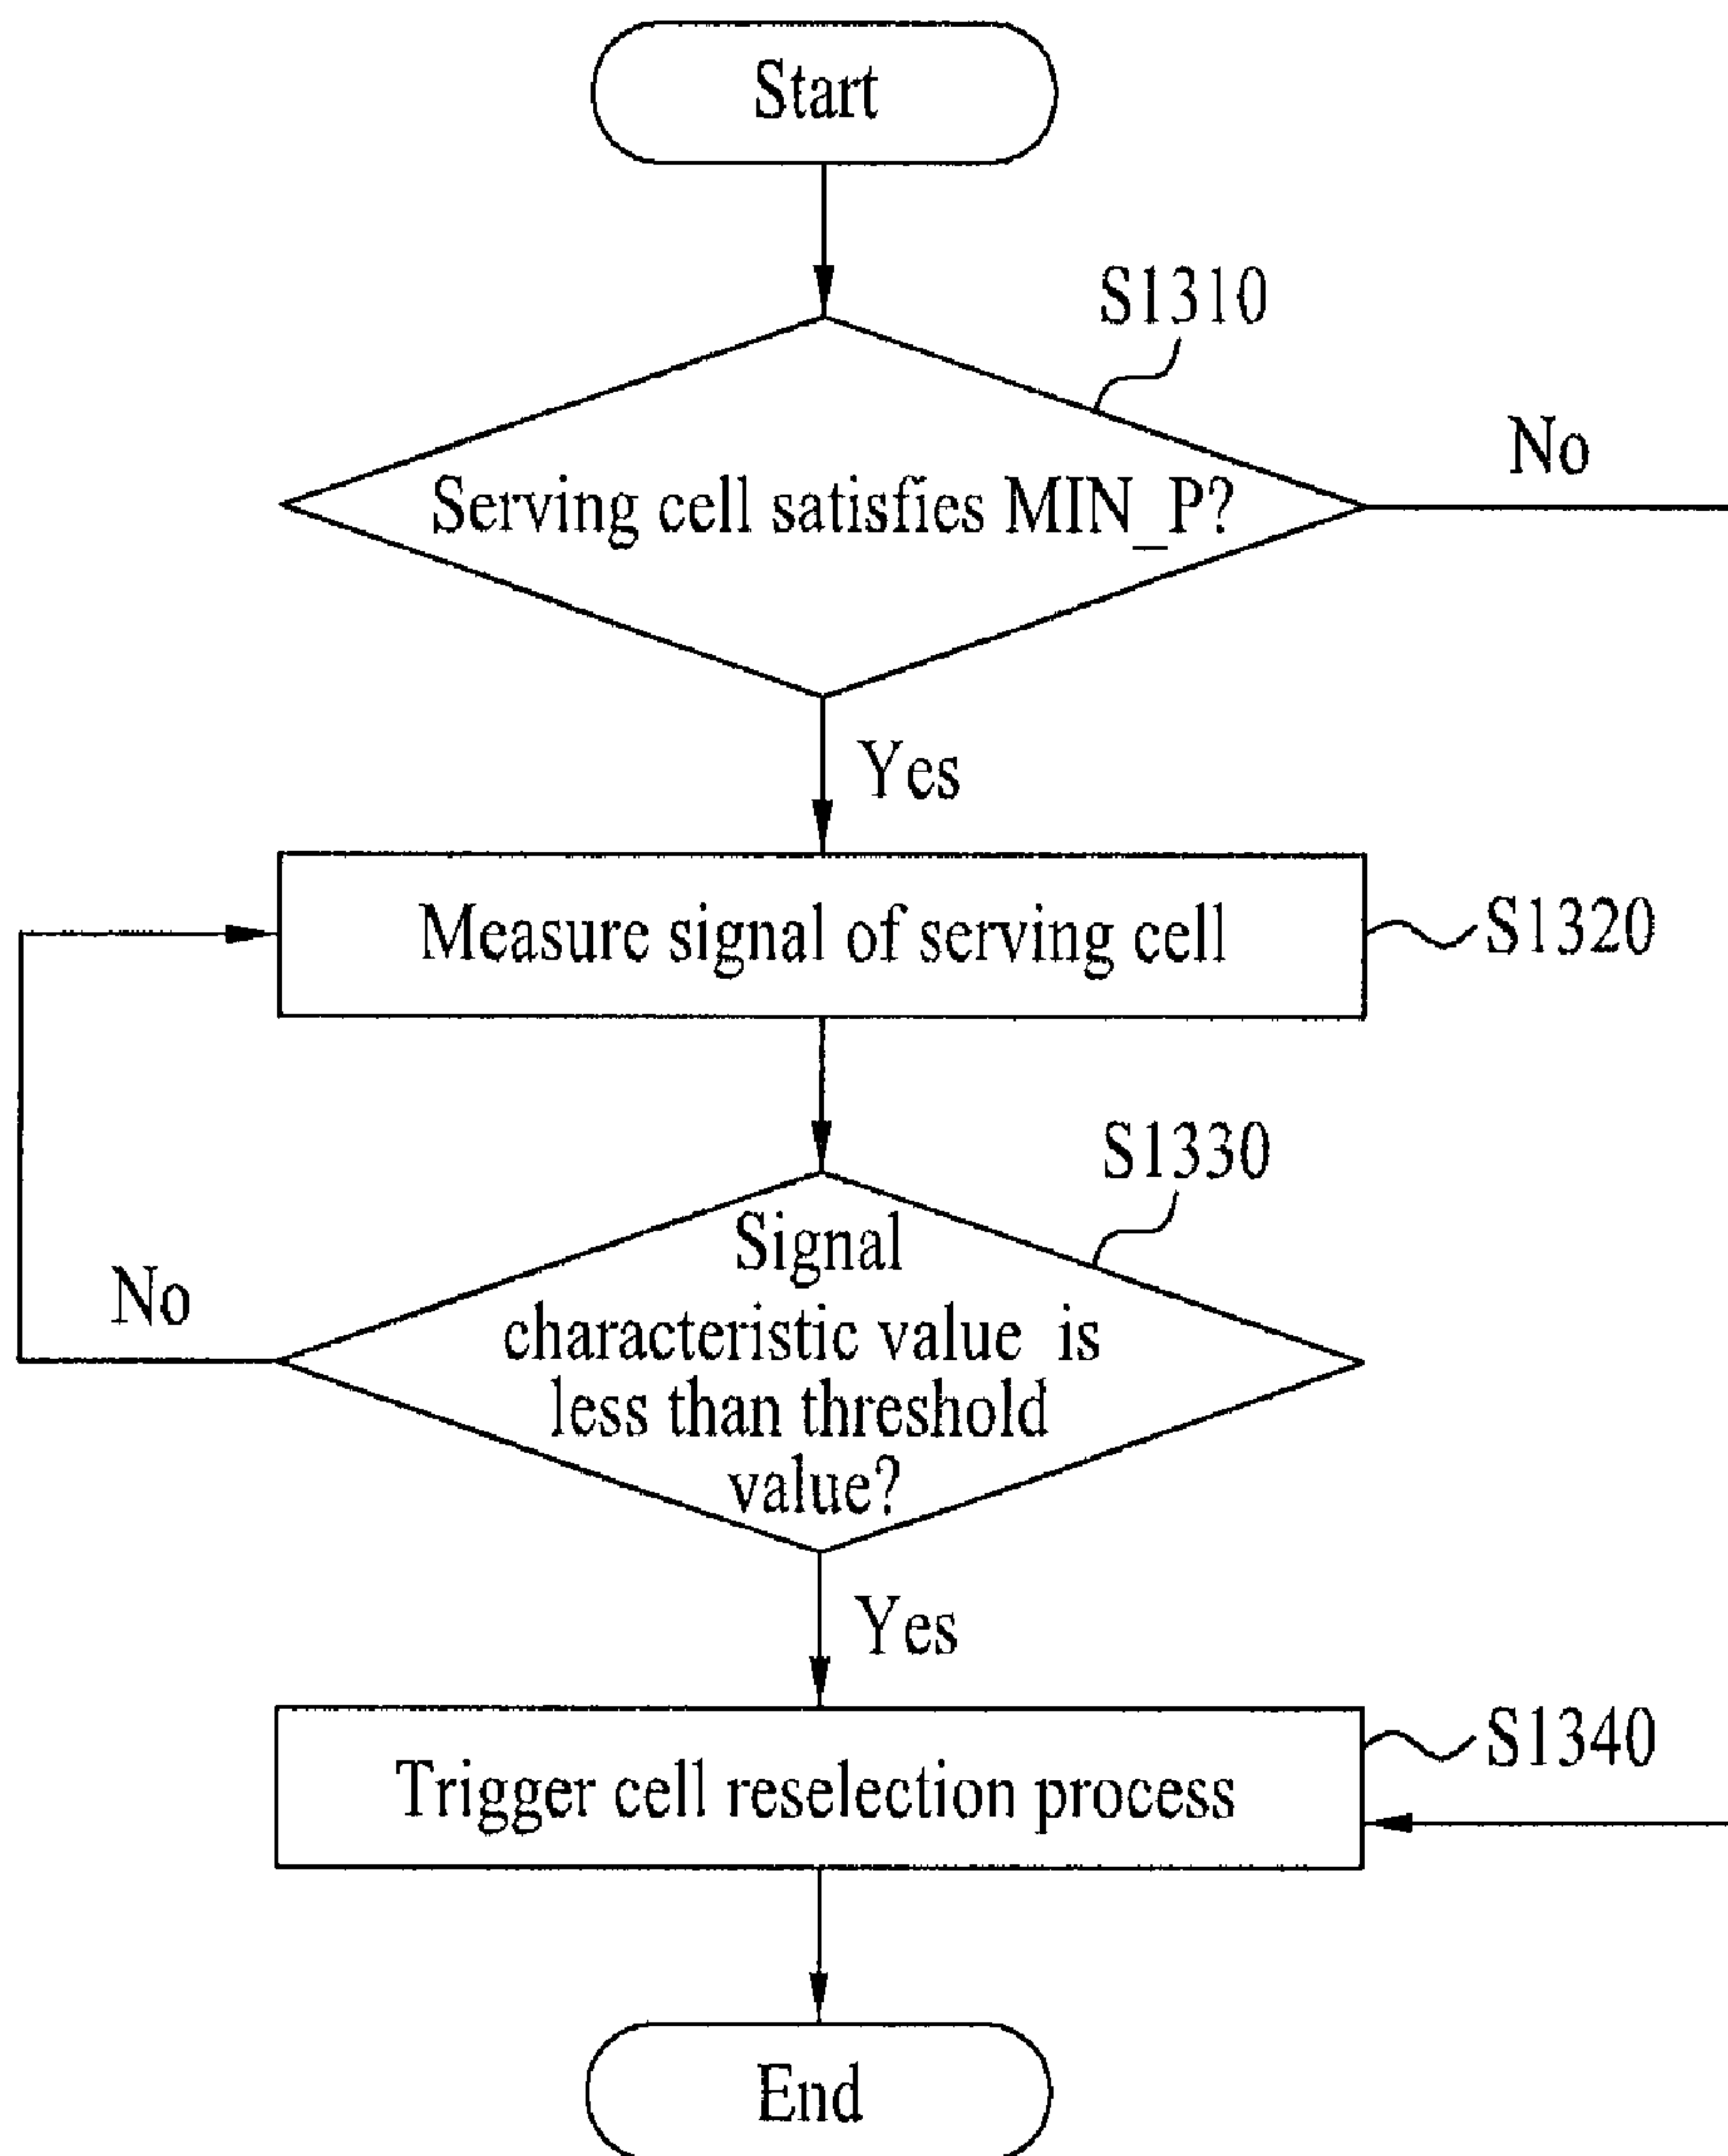 Start
S1310
No
Serving cell satisfies MIN_P?
Yes
Measure signal of serving cell
S1320
S1330
Signal
characteristic value is
less than threshold
value?
No
Yes
S1340
Trigger cell reselection process
End